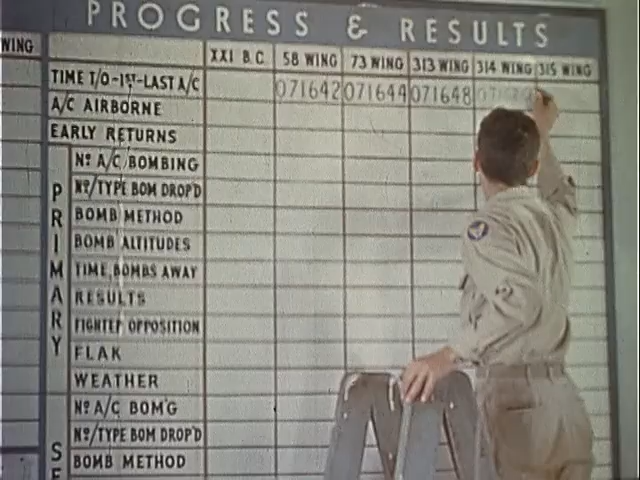 PROGRESS & RESULTS
WING XXI B.C. 58 WING 73 WING 313 WING 314 WING 315 WING
TIME T/O-1ST-LAST A/C 071642 071644 071648
A/C AIRBORNE
EARLY RETURNS
PRIMARY
Nº A/C BOMBING
Nº/TYPE BOM DROP'D
BOMB METHOD
BOMB ALTITUDES
TIME, BOMBS AWAY
RESULTS
FIGHTER OPPOSITION
FLAK
WEATHER
SE
Nº A/C BOM'G
Nº/TYPE BOM DROP'D
BOMB METHOD